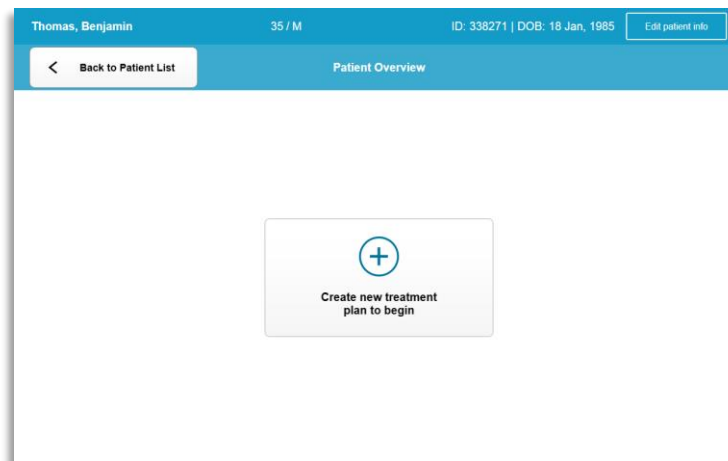 Thomas, Benjamin 35 / M ID: 338271 | DOB: 18 Jan, 1985 Edit patient info
Back to Patient List Patient Overview
Create new treatment
plan to begin